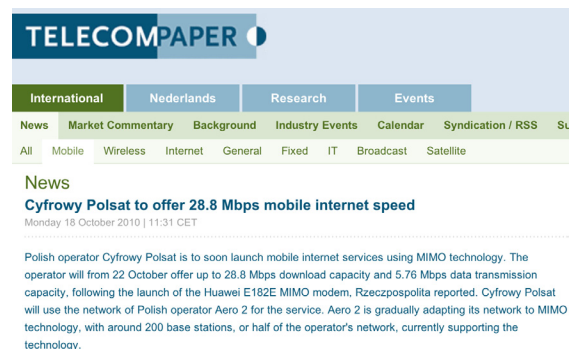 TELECOMPAPER
International Nederlands Research Events
News Market Commentary Background Industry Events Calendar Syndication / RSS
All Mobile Wireless Internet General Fixed IT Broadcast Satellite
News
Cyfrowy Polsat to offer 28.8 Mbps mobile internet speed
Monday 18 October 2010 | 11:31 CET
Polish operator Cyfrowy Polsat is to soon launch mobile internet services using MIMO technology. The
operator will from 22 October offer up to 28.8 Mbps download capacity and 5.76 Mbps data transmission
capacity, following the launch of the Huawei E182E MIMO modem, Rzeczpospolita reported. Cyfrowy Polsat
will use the network of Polish operator Aero 2 for the service. Aero 2 is gradually adapting its network to MIMO
technology, with around 200 base stations, or half of the operator's network, currently supporting the
technology.